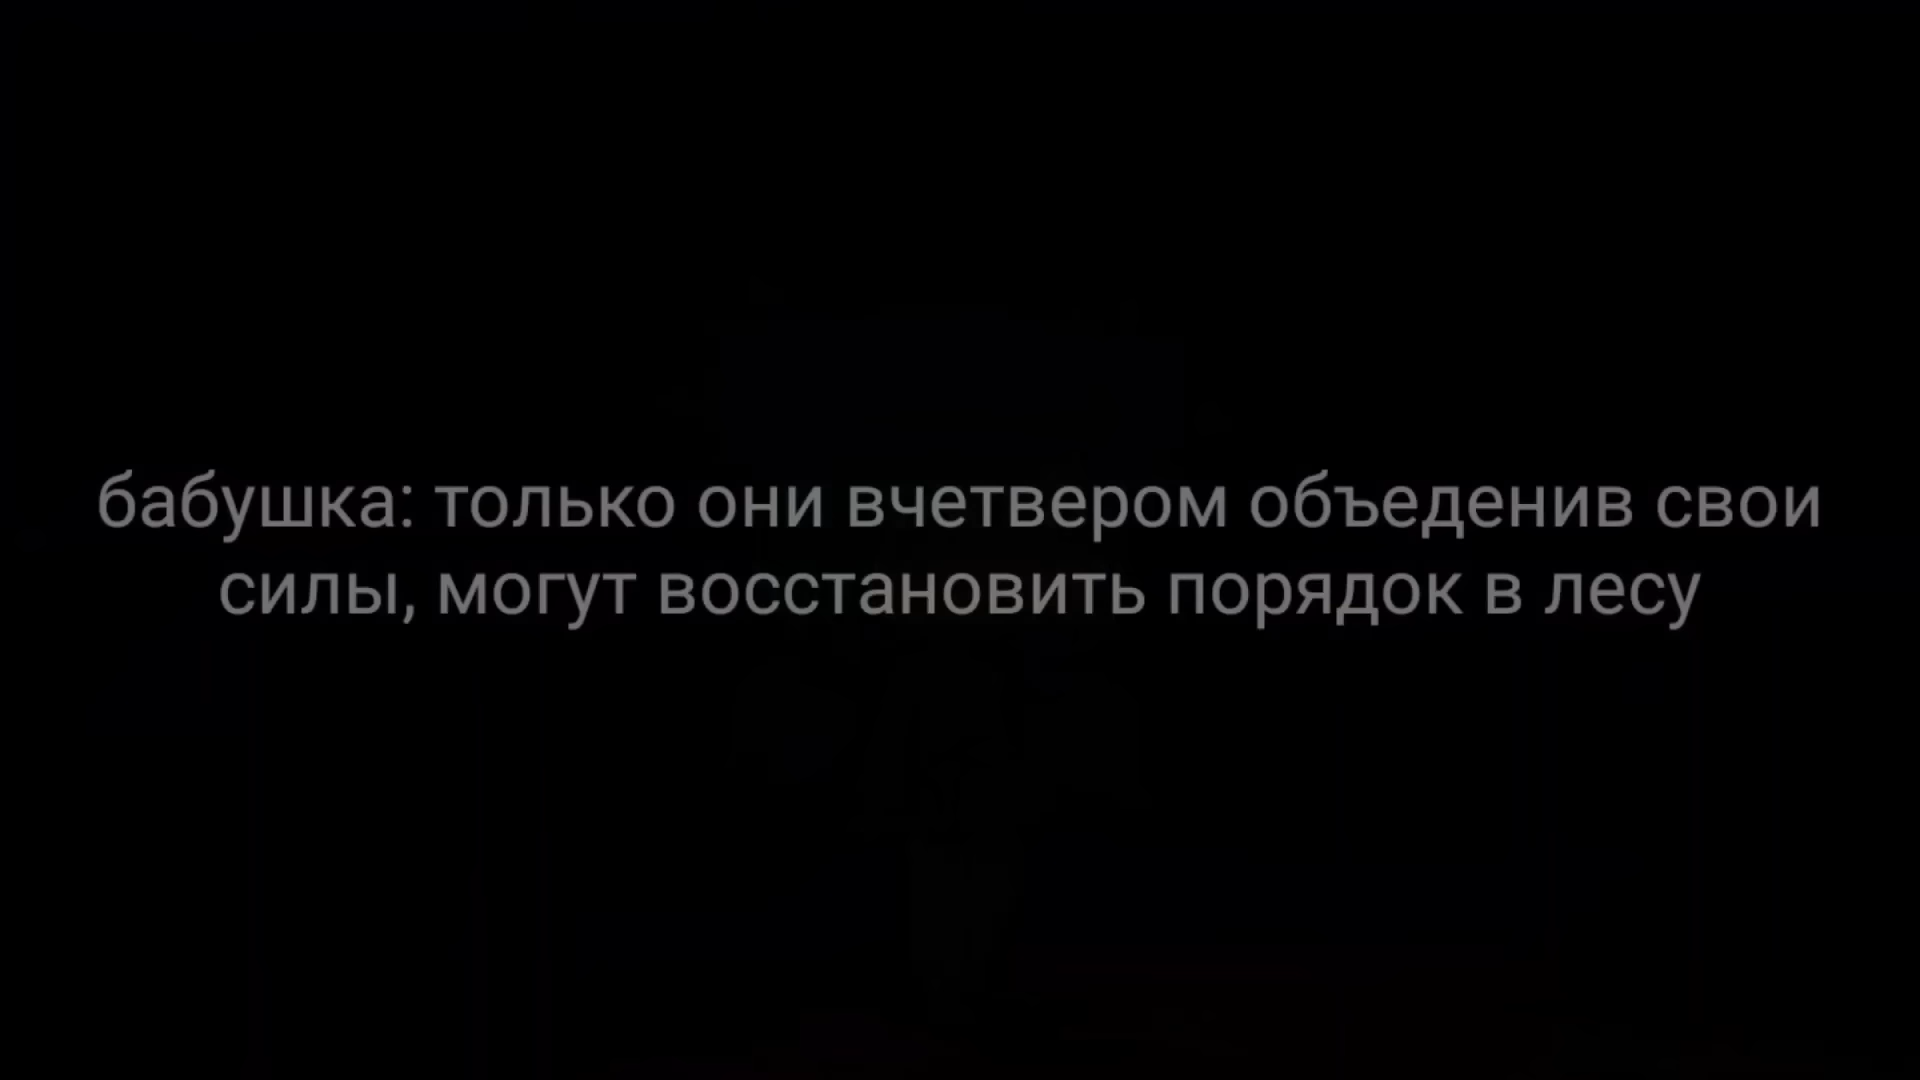 бабушка: только они вчетвером объеденив свои
силы, могут восстановить порядок в лесу